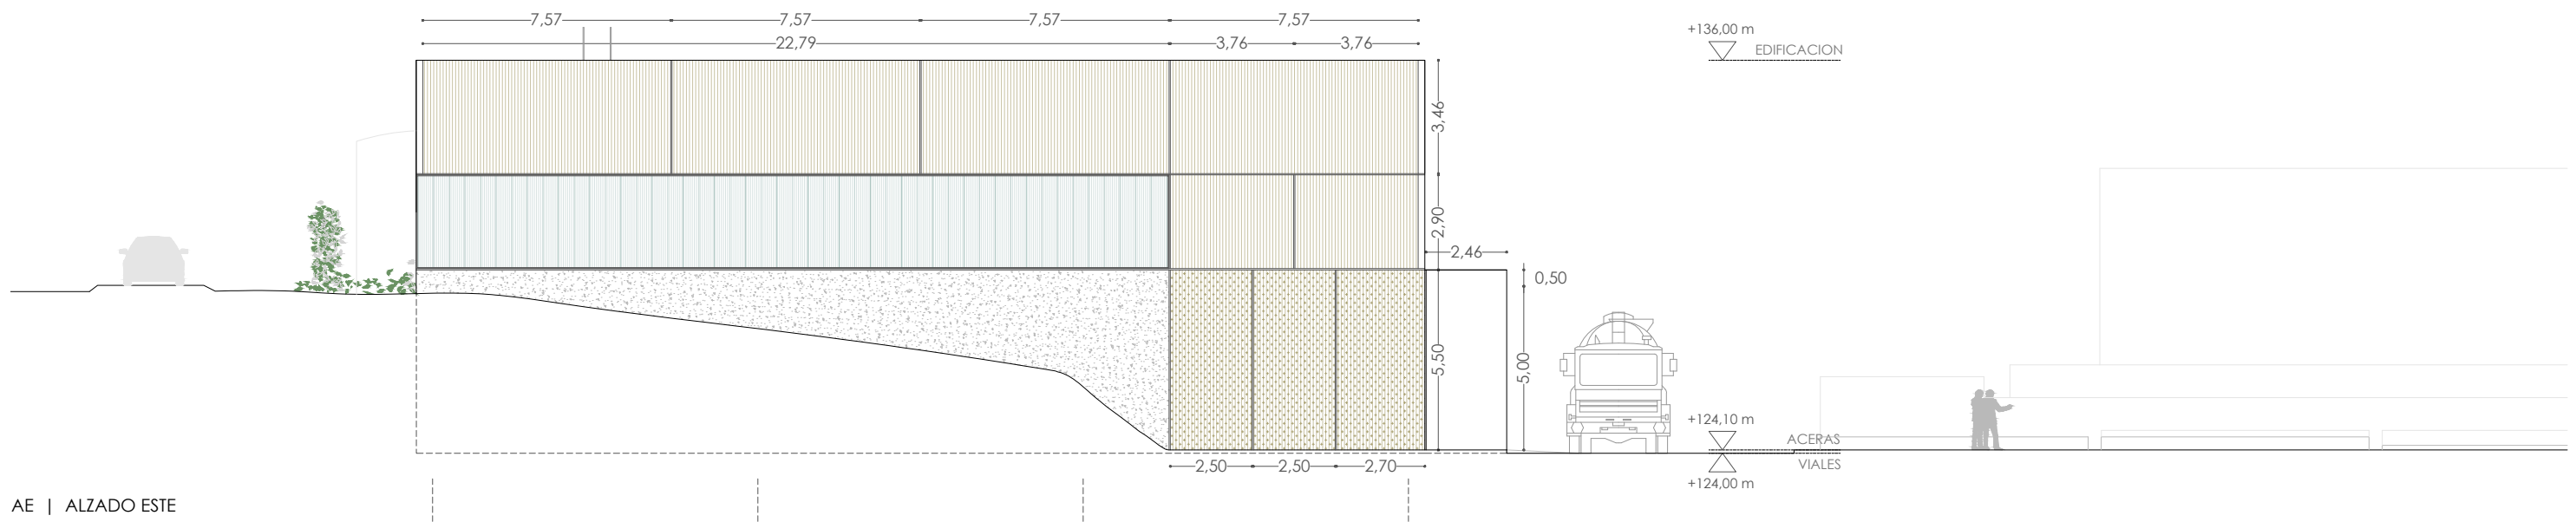 7,57 7,57 7,57 7,57
22,79 3,76 3,76
+136,00 m
EDIFICACION
3,46
2,90
2,46
0,50
5,50
5,00
+124,10 m
ACERAS
VIALES
+124,00 m
2,50 2,50 2,70
AE | ALZADO ESTE